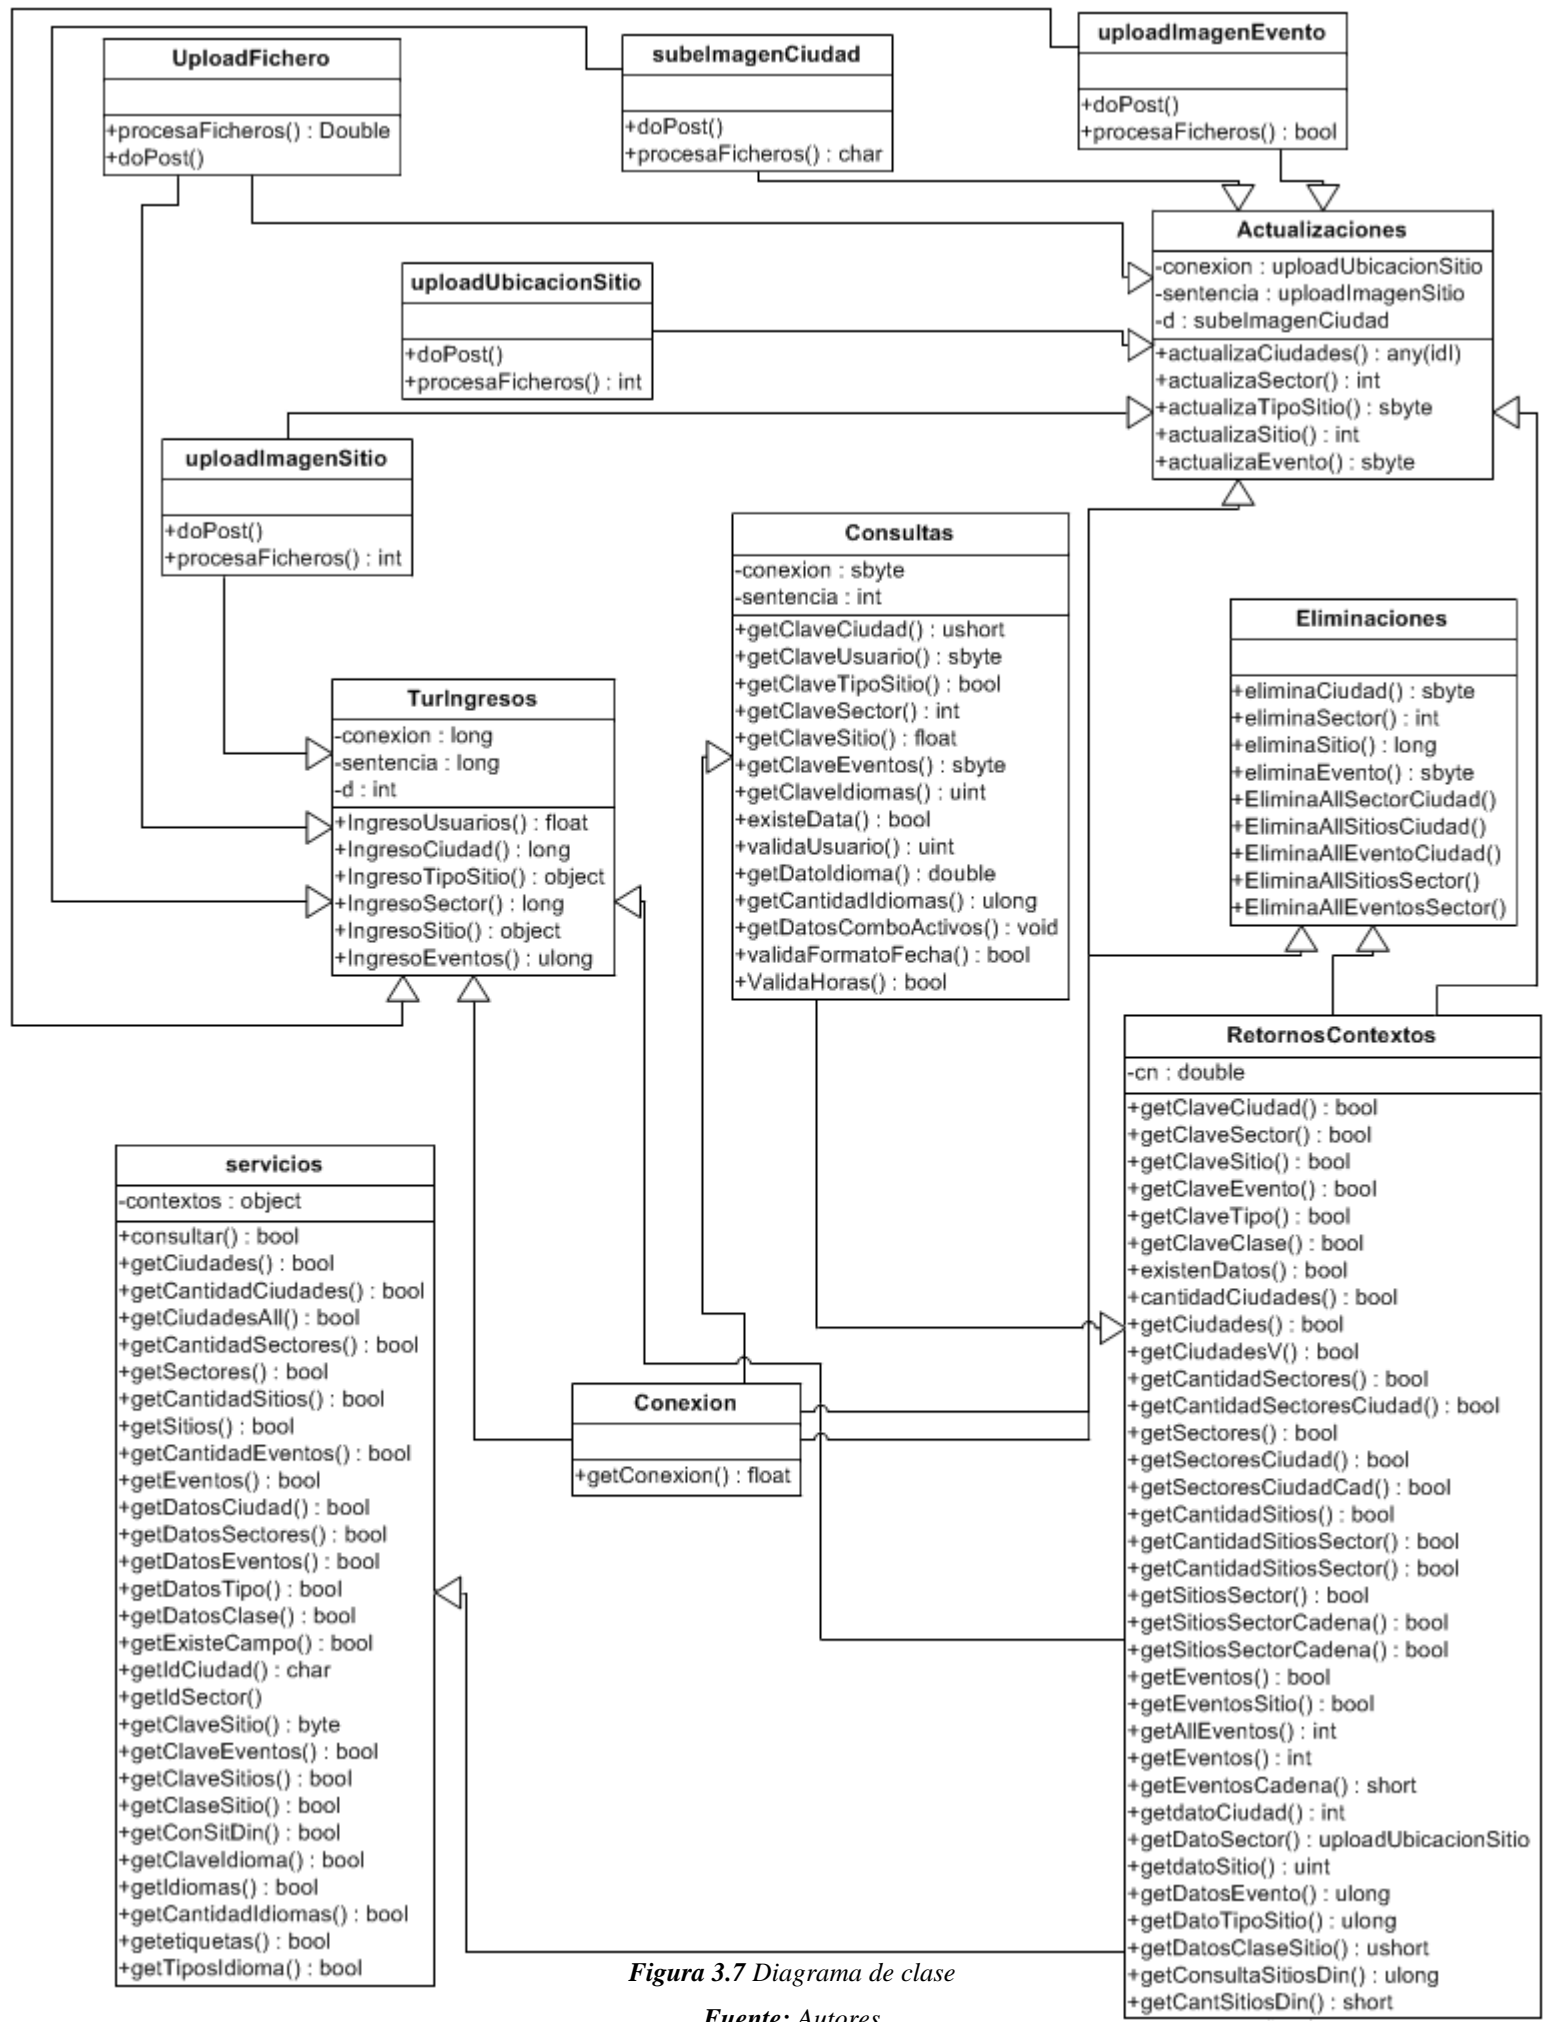 UploadFichero
+procesaFicheros() : Double
+doPost()
subeImagenCiudad
+doPost()
+procesaFicheros() : char
uploadImagenEvento
+doPost()
+procesaFicheros() : bool
Actualizaciones
-conexion : uploadUbicacionSitio
-sentencia : uploadImagenSitio
-d : subeImagenCiudad
+actualizaCiudades() : any(idl)
+actualizaSector() : int
+actualizaTipoSitio() : sbyte
+actualizaSitio() : int
+actualizaEvento() : sbyte
uploadUbicacionSitio
+doPost()
+procesaFicheros() : int
uploadImagenSitio
+doPost()
+procesaFicheros() : int
Consultas
-conexion : sbyte
-sentencia : int
+getClaveCiudad() : ushort
+getClaveUsuario() : sbyte
+getClaveTipoSitio() : bool
+getClaveSector() : int
+getClaveSitio() : float
+getClaveEventos() : sbyte
+getClaveIdiomas() : uint
+existeData() : bool
+validaUsuario() : uint
+getDatoIdioma() : double
+getCantidadIdiomas() : ulong
+getDatosComboActivos() : void
+validaFormatoFecha() : bool
+ValidaHoras() : bool
Eliminaciones
+eliminaCiudad() : sbyte
+eliminaSector() : int
+eliminaSitio() : long
+eliminaEvento() : sbyte
+EliminaAllSectorCiudad()
+EliminaAllSitiosCiudad()
+EliminaAllEventoCiudad()
+EliminaAllSitiosSector()
+EliminaAllEventosSector()
TurIngresos
-conexion : long
-sentencia : long
-d : int
+IngresoUsuarios() : float
+IngresoCiudad() : long
+IngresoTipoSitio() : object
+IngresoSector() : long
+IngresoSitio() : object
+IngresoEventos() : ulong
RetornosContextos
-cn : double
+getClaveCiudad() : bool
+getClaveSector() : bool
+getClaveSitio() : bool
+getClaveEvento() : bool
+getClaveTipo() : bool
+getClaveClase() : bool
+existenDatos() : bool
+cantidadCiudades() : bool
+getCiudades() : bool
+getCiudadesV() : bool
+getCantidadSectores() : bool
+getCantidadSectoresCiudad() : bool
+getSectores() : bool
+getSectoresCiudad() : bool
+getSectoresCiudadCad() : bool
+getCantidadSitios() : bool
+getCantidadSitiosSector() : bool
+getCantidadSitiosSector() : bool
+getSitiosSector() : bool
+getSitiosSectorCadena() : bool
+getSitiosSectorCadena() : bool
+getEventos() : bool
+getEventosSitio() : bool
+getAllEventos() : int
+getEventos() : int
+getEventosCadena() : short
+getdatoCiudad() : int
+getDatoSector() : uploadUbicacionSitio
+getdatoSitio() : uint
+getDatosEvento() : ulong
+getDatoTipoSitio() : ulong
+getDatosClaseSitio() : ushort
+getConsultaSitiosDin() : ulong
+getCantSitiosDin() : short
servicios
-contextos : object
+consultar() : bool
+getCiudades() : bool
+getCantidadCiudades() : bool
+getCiudadesAll() : bool
+getCantidadSectores() : bool
+getSectores() : bool
+getCantidadSitios() : bool
+getSitios() : bool
+getCantidadEventos() : bool
+getEventos() : bool
+getDatosCiudad() : bool
+getDatosSectores() : bool
+getDatosEventos() : bool
+getDatosTipo() : bool
+getDatosClase() : bool
+getExisteCampo() : bool
+getIdCiudad() : char
+getIdSector()
+getClaveSitio() : byte
+getClaveEventos() : bool
+getClaveSitios() : bool
+getClaseSitio() : bool
+getConSitDin() : bool
+getClaveIdioma() : bool
+getIdiomas() : bool
+getCantidadIdiomas() : bool
+getetiquetas() : bool
+getTiposIdioma() : bool
Conexion
+getConexion() : float
Figura 3.7 Diagrama de clase
Fuente: Autores